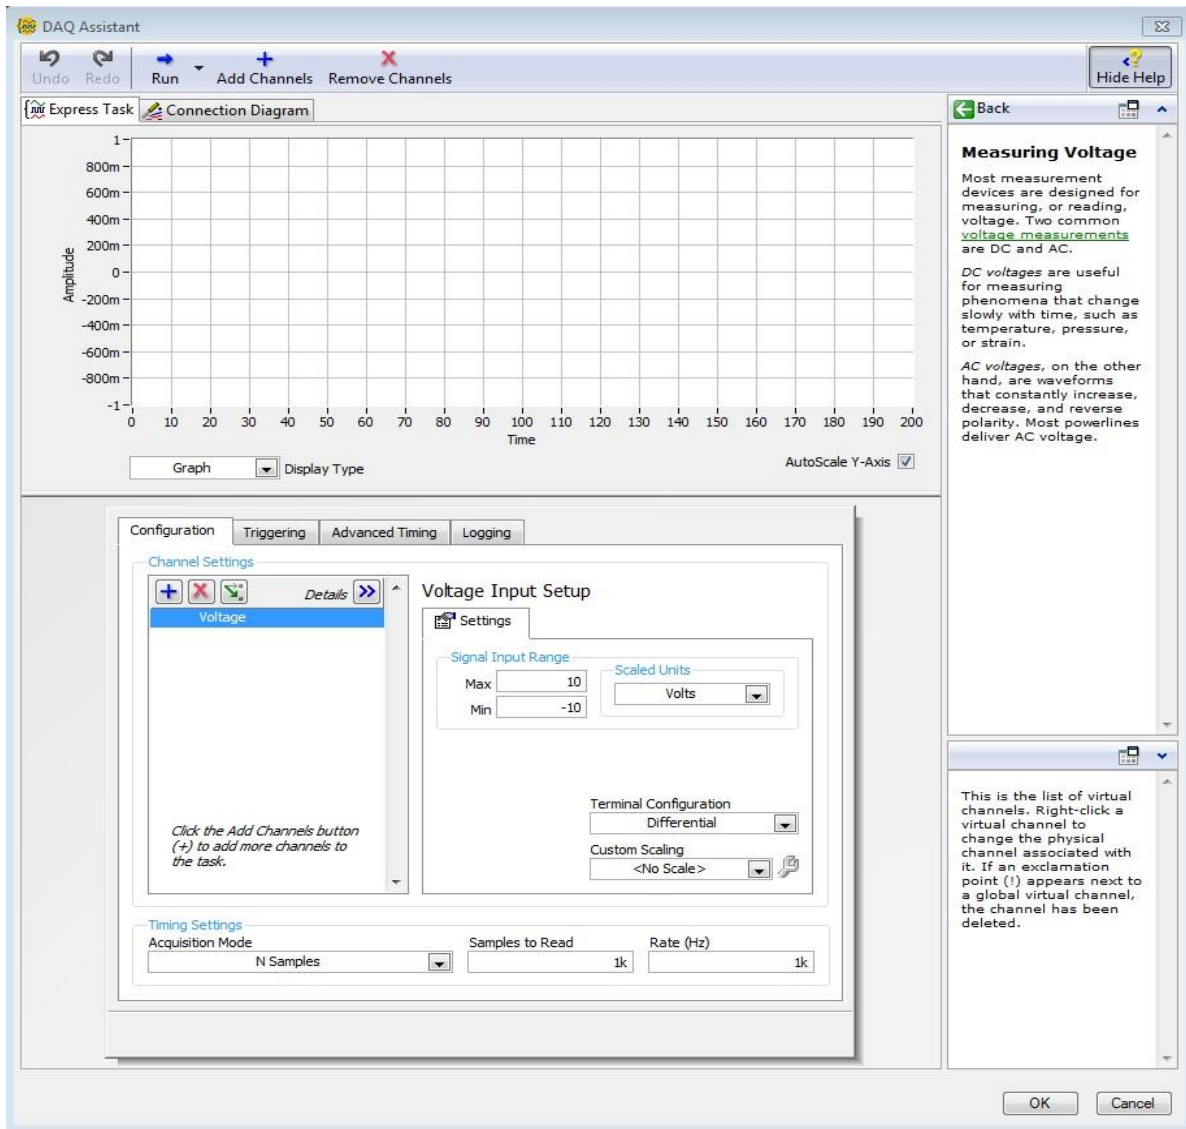 DAQ Assistant
Undo Redo Run Add Channels Remove Channels Hide Help
Express Task Connection Diagram
1
800m
600m
400m
200m
0
-200m
-400m
-600m
-800m
-1
Amplitude
0 10 20 30 40 50 60 70 80 90 100 110 120 130 140 150 160 170 180 190 200
Time
Graph Display Type
AutoScale Y-Axis
Configuration Triggering Advanced Timing Logging
Channel Settings
Details
Voltage
Click the Add Channels button
(+) to add more channels to
the task.
Voltage Input Setup
Settings
Signal Input Range
Max 10
Min -10
Scaled Units
Volts
Terminal Configuration
Differential
Custom Scaling
<No Scale>
Timing Settings
Acquisition Mode Samples to Read Rate (Hz)
N Samples 1k 1k
Back
Measuring Voltage
Most measurement
devices are designed for
measuring, or reading,
voltage. Two common
voltage measurements
are DC and AC.
DC voltages are useful
for measuring
phenomena that change
slowly with time, such as
temperature, pressure,
or strain.
AC voltages, on the other
hand, are waveforms
that constantly increase,
decrease, and reverse
polarity. Most powerlines
deliver AC voltage.
This is the list of virtual
channels. Right-click a
virtual channel to
change the physical
channel associated with
it. If an exclamation
point (!) appears next to
a global virtual channel,
the channel has been
deleted.
OK Cancel